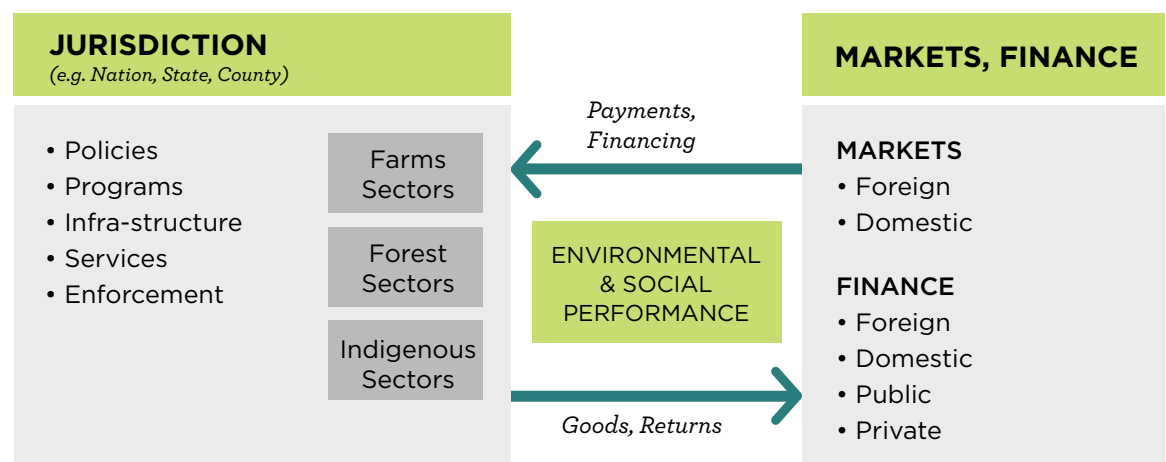 JURISDICTION
(e.g. Nation, State, County)
• Policies
• Programs
• Infra-structure
• Services
• Enforcement
Farms
Sectors
Forest
Sectors
Indigenous
Sectors
Payments,
Financing
ENVIRONMENTAL
& SOCIAL
PERFORMANCE
Goods, Returns
MARKETS, FINANCE
MARKETS
• Foreign
• Domestic
FINANCE
• Foreign
• Domestic
• Public
• Private